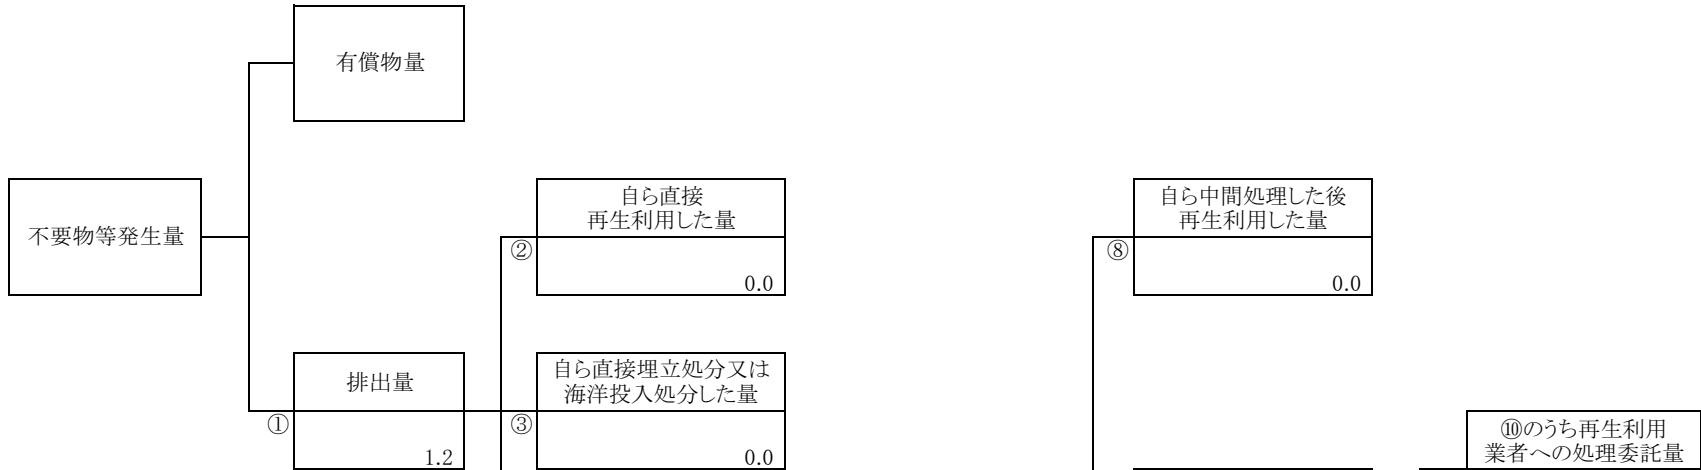 有償物量
不要物等発生量
自ら直接
再生利用した量
②
0.0
自ら中間処理した後
再生利用した量
⑧
0.0
排出量
①
1.2
自ら直接埋立処分又は
海洋投入処分した量
③
0.0
⑩のうち再生利用
業者への処理委託量